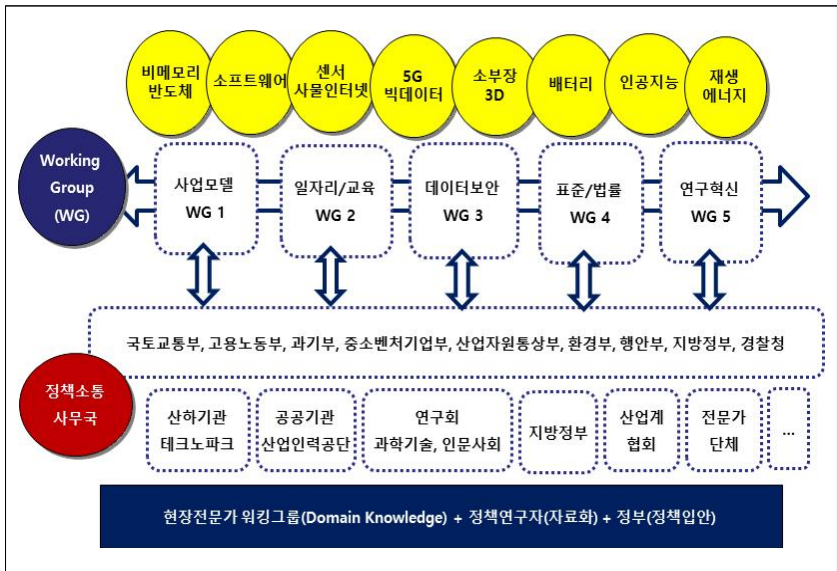 비메모리
반도체
소프트웨어
센서
사물인터넷
5G
빅데이터
소부장
3D
배터리
인공지능
재생
에너지
Working
Group
(WG)
사업모델
WG 1
일자리/교육
WG 2
데이터보안
WG 3
표준/법률
WG 4
연구혁신
WG 5
국토교통부, 고용노동부, 과기부, 중소벤처기업부, 산업자원통상부, 환경부, 행안부, 지방정부, 경찰청
정책소통
사무국
산하기관
테크노파크
공공기관
산업인력공단
연구회
과학기술, 인문사회
지방정부
산업계
협회
전문가
단체
...
현장전문가 워킹그룹(Domain Knowledge) + 정책연구자(자료화) + 정부(정책입안)